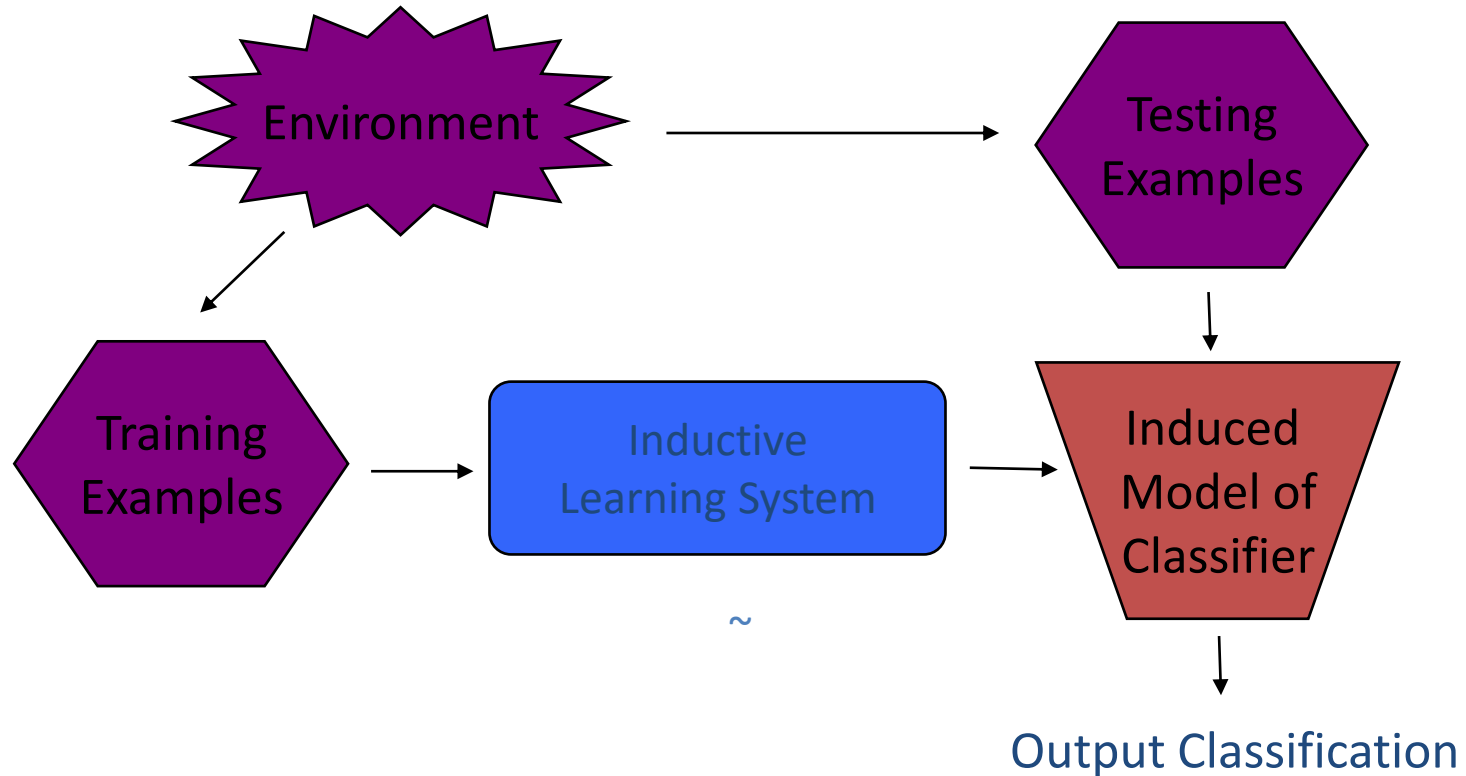 Environment
Testing
Examples
Training
Examples
Inductive
Learning System
Induced
Model of
Classifier
~
Output Classification